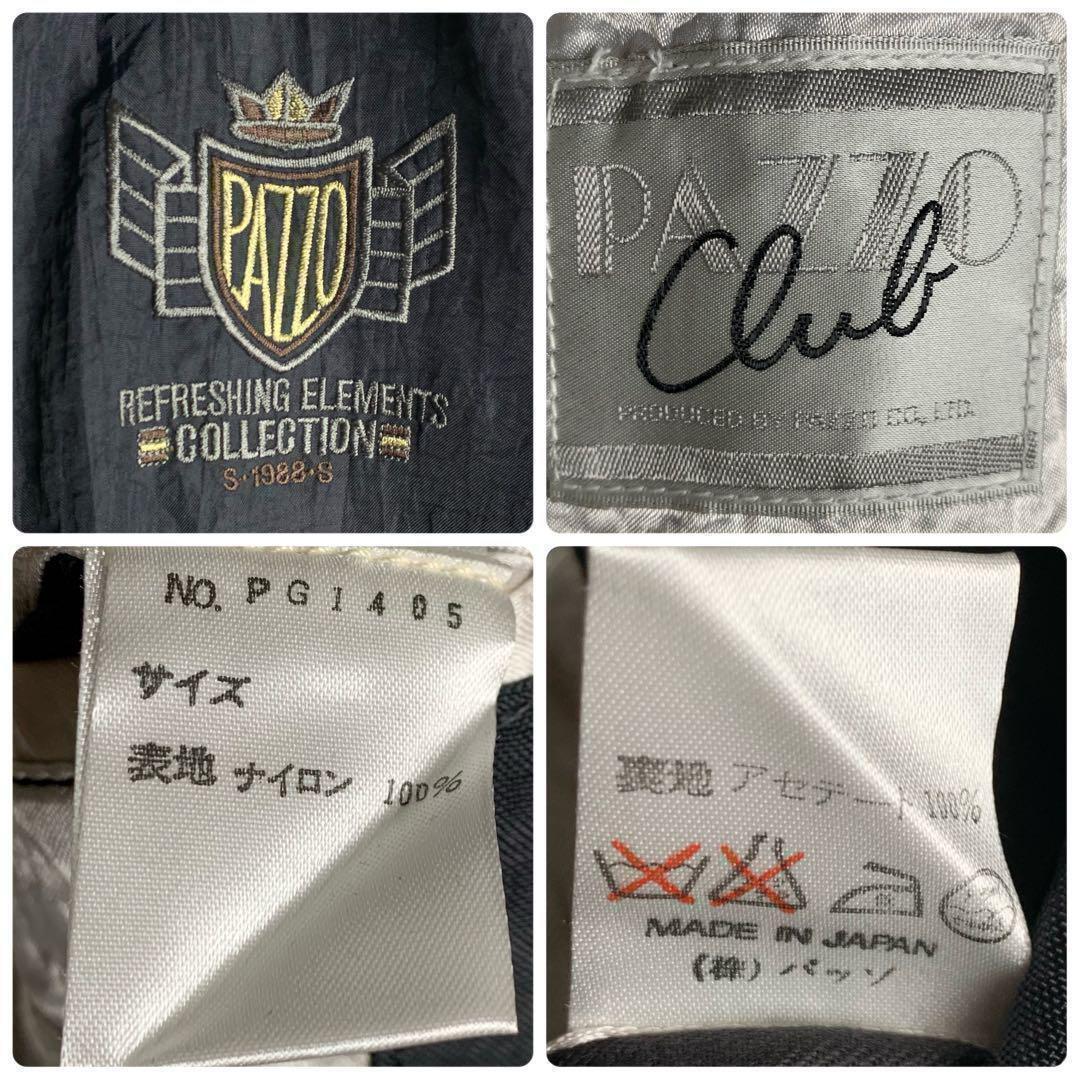 PAZZO
REFRESHING ELEMENTS
COLLECTION
S·1988·S
PAZZO
Club
PRODUCED BY PAZZO CO., LTD.
NO. PG1405
サイズ
表地 ナイロン 100%
裏地 アセテート 100%
MADE IN JAPAN
(株) パッゾ